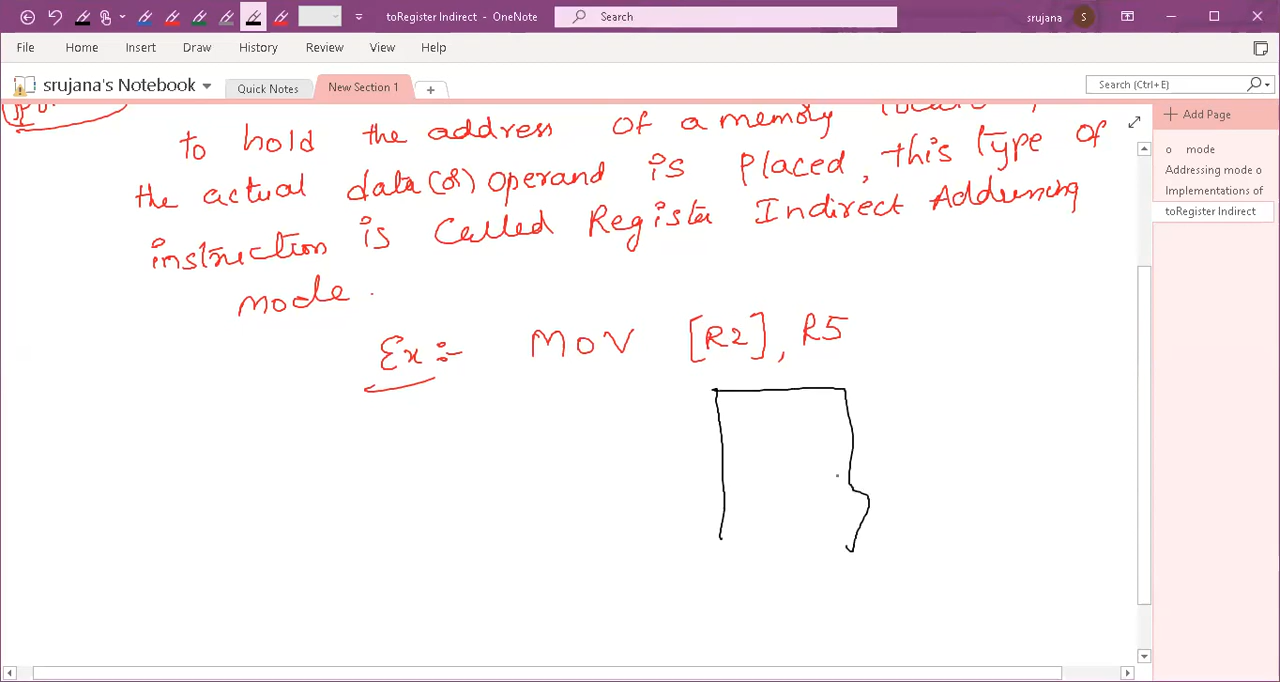 toRegister Indirect - OneNote
Search
srujana
S
File Home Insert Draw History Review View Help
srujana's Notebook
Quick Notes
New Section 1
Search (Ctrl+E)
Add Page
o mode
Addressing mode o
Implementations of
toRegister Indirect
to hold the address of a memory
the actual data(or) operand is placed, this type of
instruction is called Register Indirect Addressing
mode.
Ex:- MOV [R2], R5